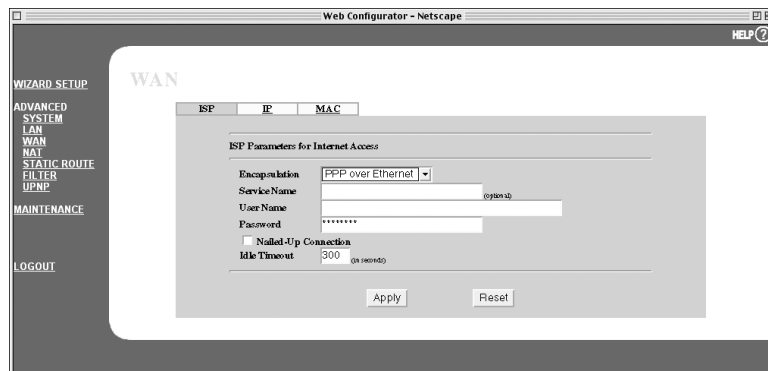 Web Configurator - Netscape
HELP ?
WIZARD SETUP
ADVANCED
SYSTEM
LAN
WAN
NAT
STATIC ROUTE
FILTER
UPNP
MAINTENANCE
LOGOUT
WAN
ISP IP MAC
ISP Parameters for Internet Access
Encapsulation PPP over Ethernet
Service Name (optional)
User Name
Password ********
Nailed-Up Connection
Idle Timeout 300 (in seconds)
Apply Reset